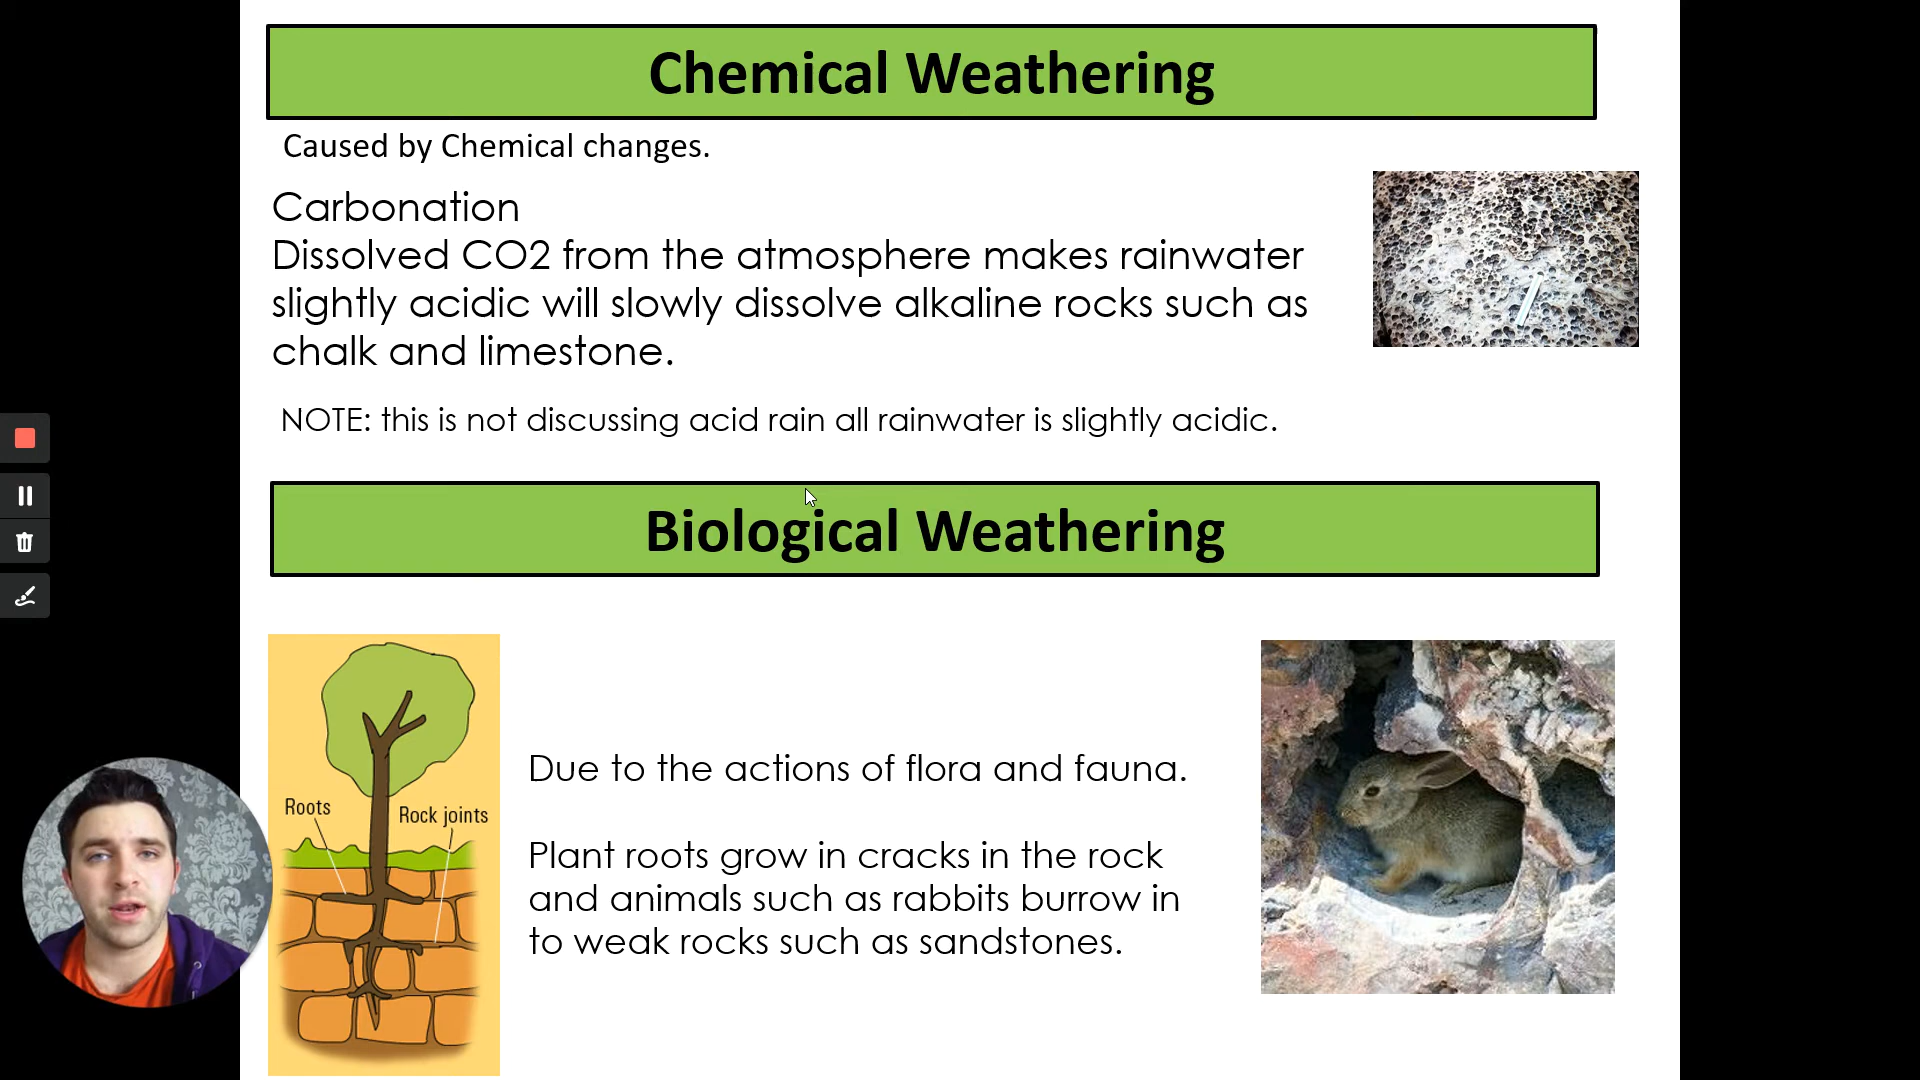 Chemical Weathering
Caused by Chemical changes.
Carbonation
Dissolved CO2 from the atmosphere makes rainwater
slightly acidic will slowly dissolve alkaline rocks such as
chalk and limestone.
NOTE: this is not discussing acid rain all rainwater is slightly acidic.
Biological Weathering
Roots
Rock joints
Due to the actions of flora and fauna.
Plant roots grow in cracks in the rock
and animals such as rabbits burrow in
to weak rocks such as sandstones.